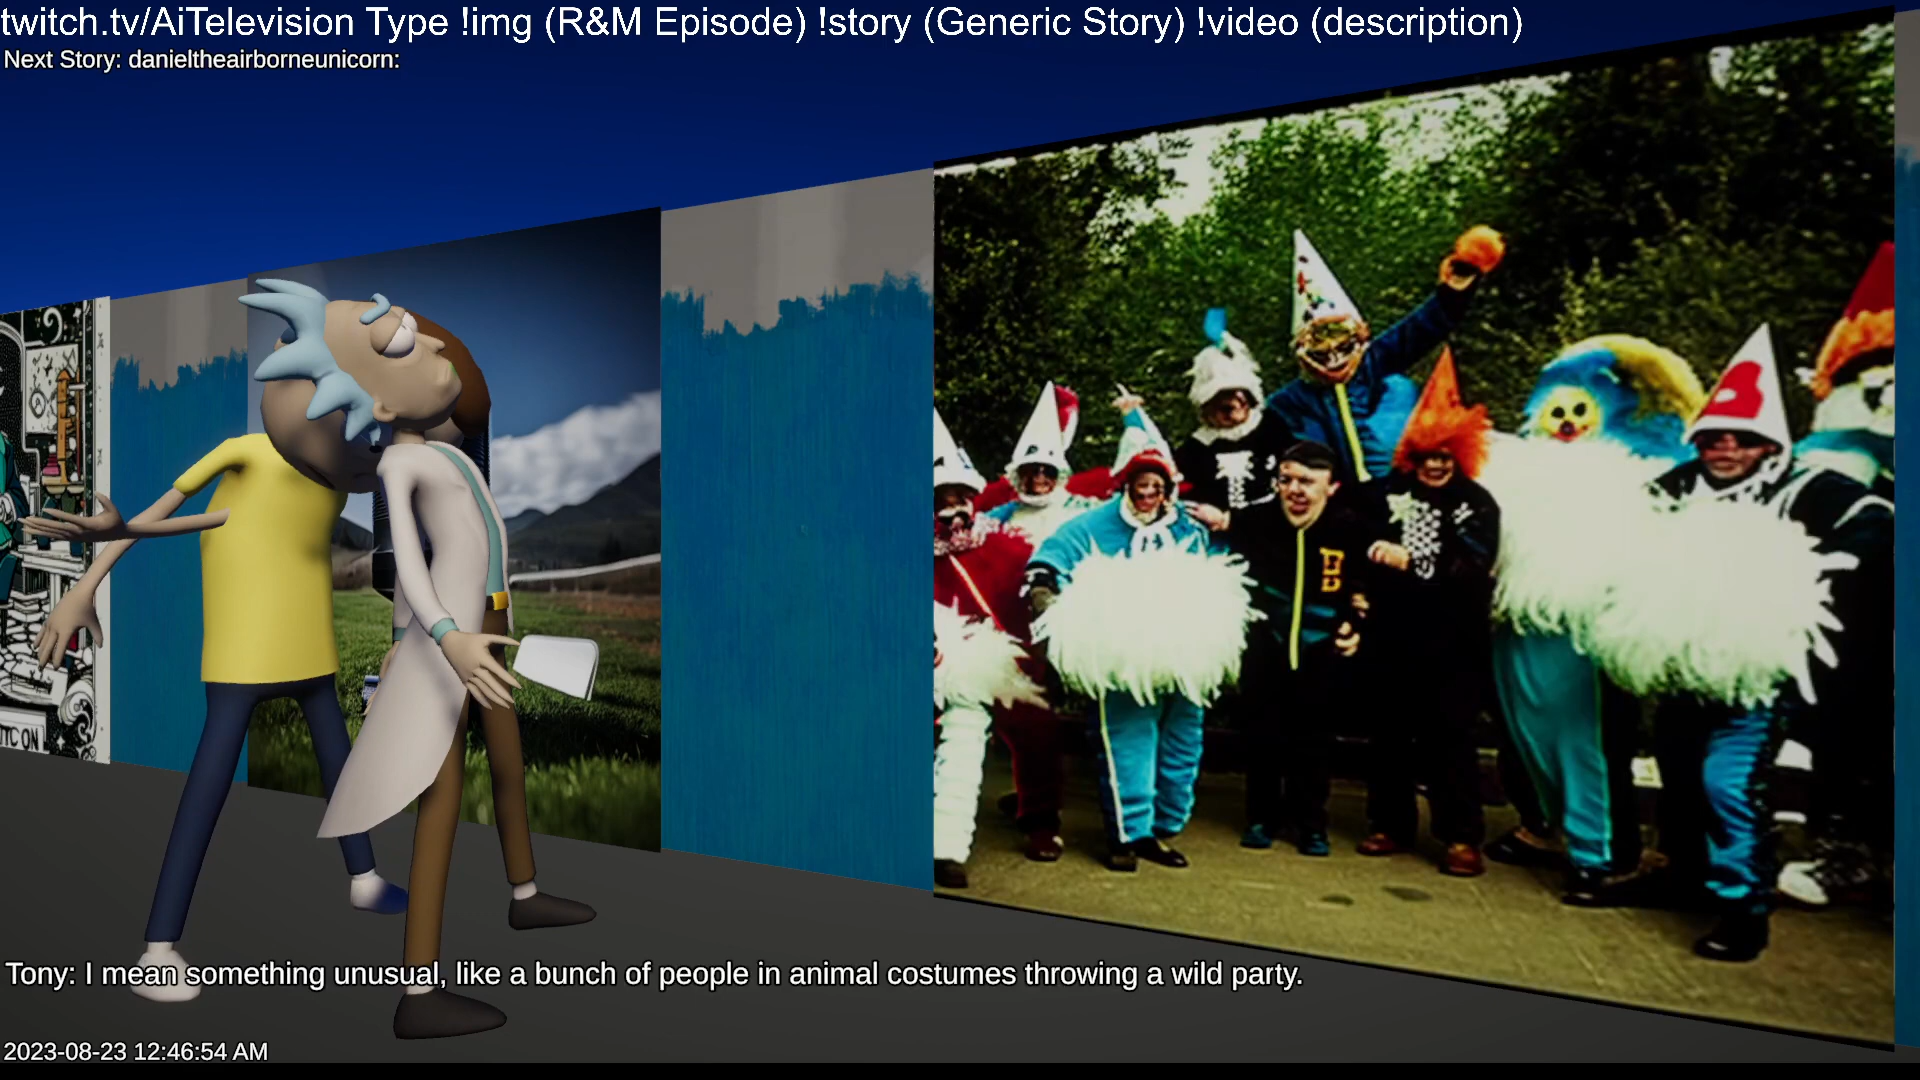 twitch.tv/AiTelevision Type !img (R&M Episode) !story (Generic Story) !video (description)
Next Story: danieltheairborneunicorn:
Tony: I mean something unusual, like a bunch of people in animal costumes throwing a wild party.
2023-08-23 12:46:54 AM